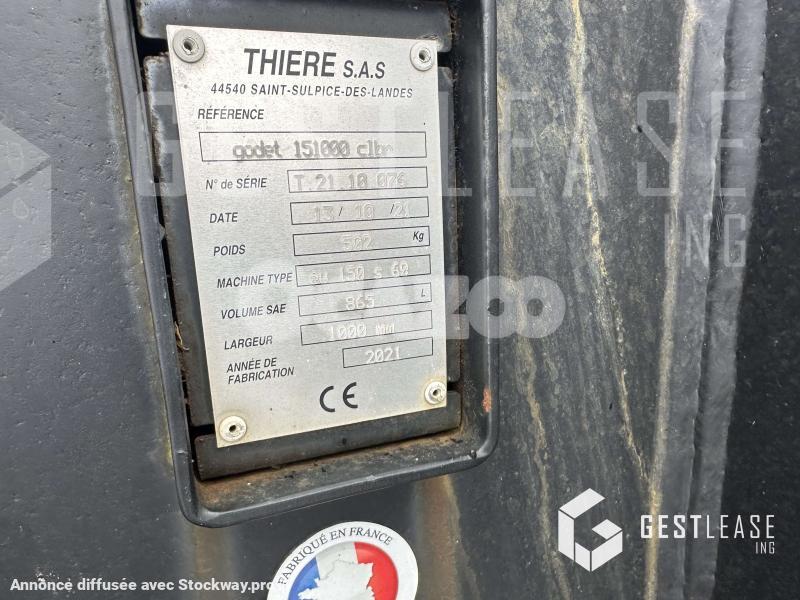 THIERE S.A.S
44540 SAINT-SULPICE-DES-LANDES
RÉFÉRENCE
godet 151000 clbr
N° de SÉRIE T.21.10.076
DATE 13/ 10 /21
POIDS 502 Kg
MACHINE TYPE 60
VOLUME SAE 865 L
LARGEUR 1000 mm
ANNÉE DE
FABRICATION 2021
CE
FABRIQUÉ EN FRANCE
GESTLEASE
ING
GESTLEASE
ING
Annonce diffusée avec Stockway.pro